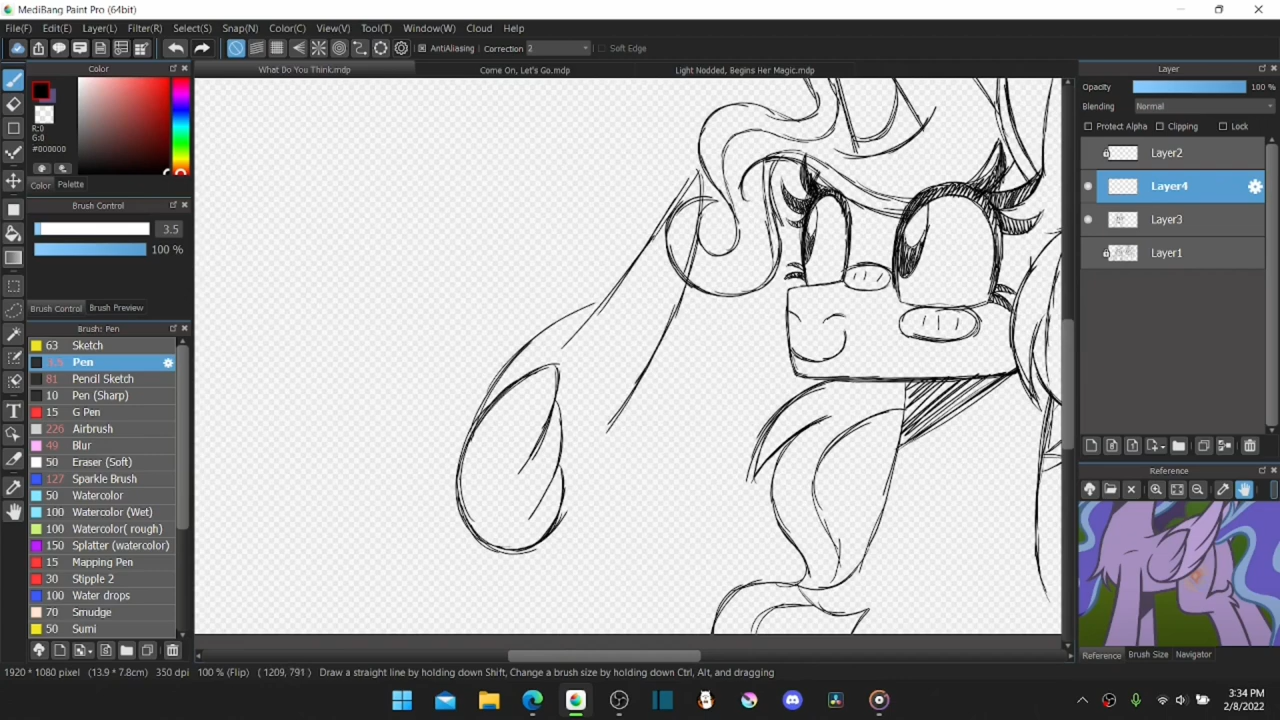 MediBang Paint Pro (64bit)
File(F) Edit(E) Layer(L) Filter(R) Select(S) Snap(N) Color(C) View(V) Tool(T) Window(W) Cloud Help
AntiAliasing Correction 2 Soft Edge
Color
What Do You Think.mdp Come On, Let's Go.mdp Light Nodded, Begins Her Magic.mdp
R:0
G:0
#000000
Color Palette
Brush Control
3.5
100 %
Brush Control Brush Preview
Brush: Pen
63 Sketch
3.5 Pen
81 Pencil Sketch
10 Pen (Sharp)
15 G Pen
226 Airbrush
49 Blur
50 Eraser (Soft)
127 Sparkle Brush
50 Watercolor
100 Watercolor (Wet)
100 Watercolor( rough)
150 Splatter (watercolor)
15 Mapping Pen
30 Stipple 2
100 Water drops
70 Smudge
50 Sumi
Layer
Opacity 100 %
Blending Normal
Protect Alpha Clipping Lock
Layer2
Layer4
Layer3
Layer1
Reference
Reference Brush Size Navigator
1920 * 1080 pixel (13.9 * 7.8cm) 350 dpi 100 % (Flip) ( 1209, 791 ) Draw a straight line by holding down Shift, Change a brush size by holding down Ctrl, Alt, and dragging
3:34 PM
2/8/2022